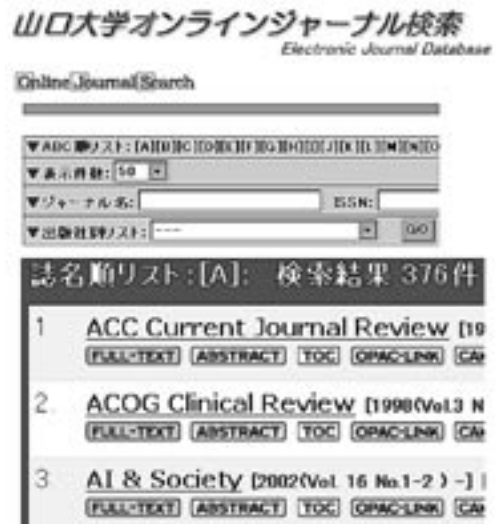 山口大学オンラインジャーナル検索
Electronic Journal Database
Online Journal Search
▼ABC順リスト:[A][B][C][D][E][F][G][H][I][J][K][L][M][N][O
▼表示件数: 50
▼ジャーナル名: ISSN:
▼出版社別リスト: --- GO
誌名順リスト:[A]: 検索結果 376件
1 ACC Current Journal Review [19
FULL-TEXT ABSTRACT TOC OPAC-LINK
2 ACOG Clinical Review [1998(Vol.3 N
FULL-TEXT ABSTRACT TOC OPAC-LINK
3 AI & Society [2002(Vol. 16 No.1-2 ) -]
FULL-TEXT ABSTRACT TOC OPAC-LINK